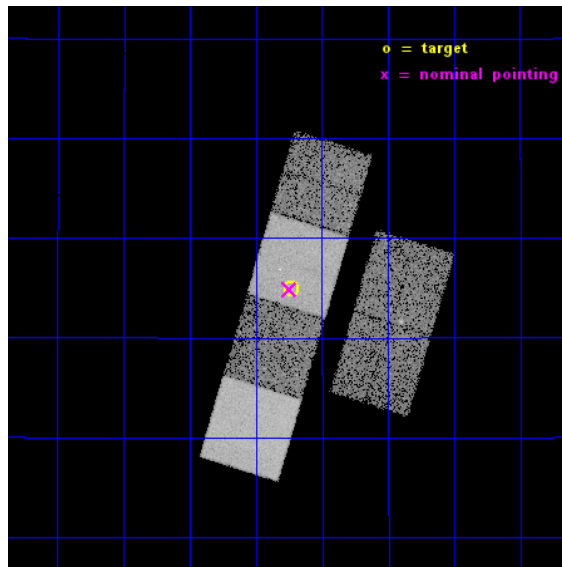 o = target
x = nominal pointing